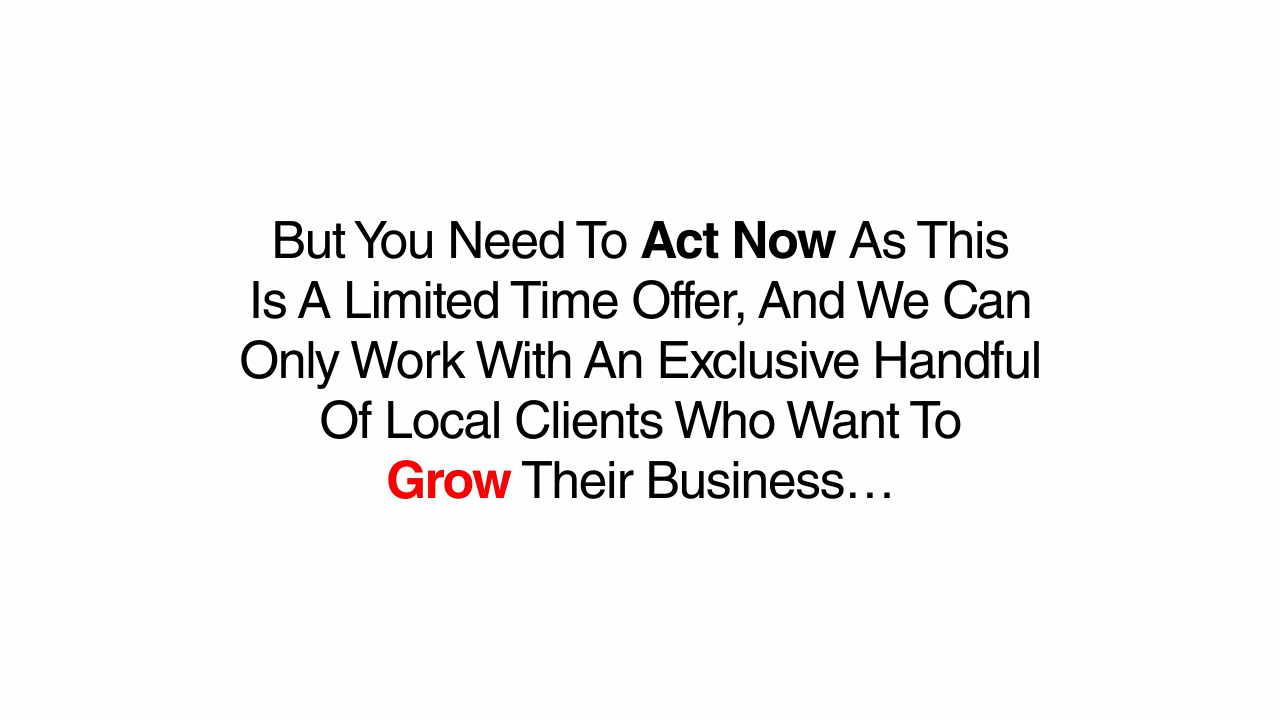 But You Need To Act Now As This
Is A Limited Time Offer, And We Can
Only Work With An Exclusive Handful
Of Local Clients Who Want To
Grow Their Business…